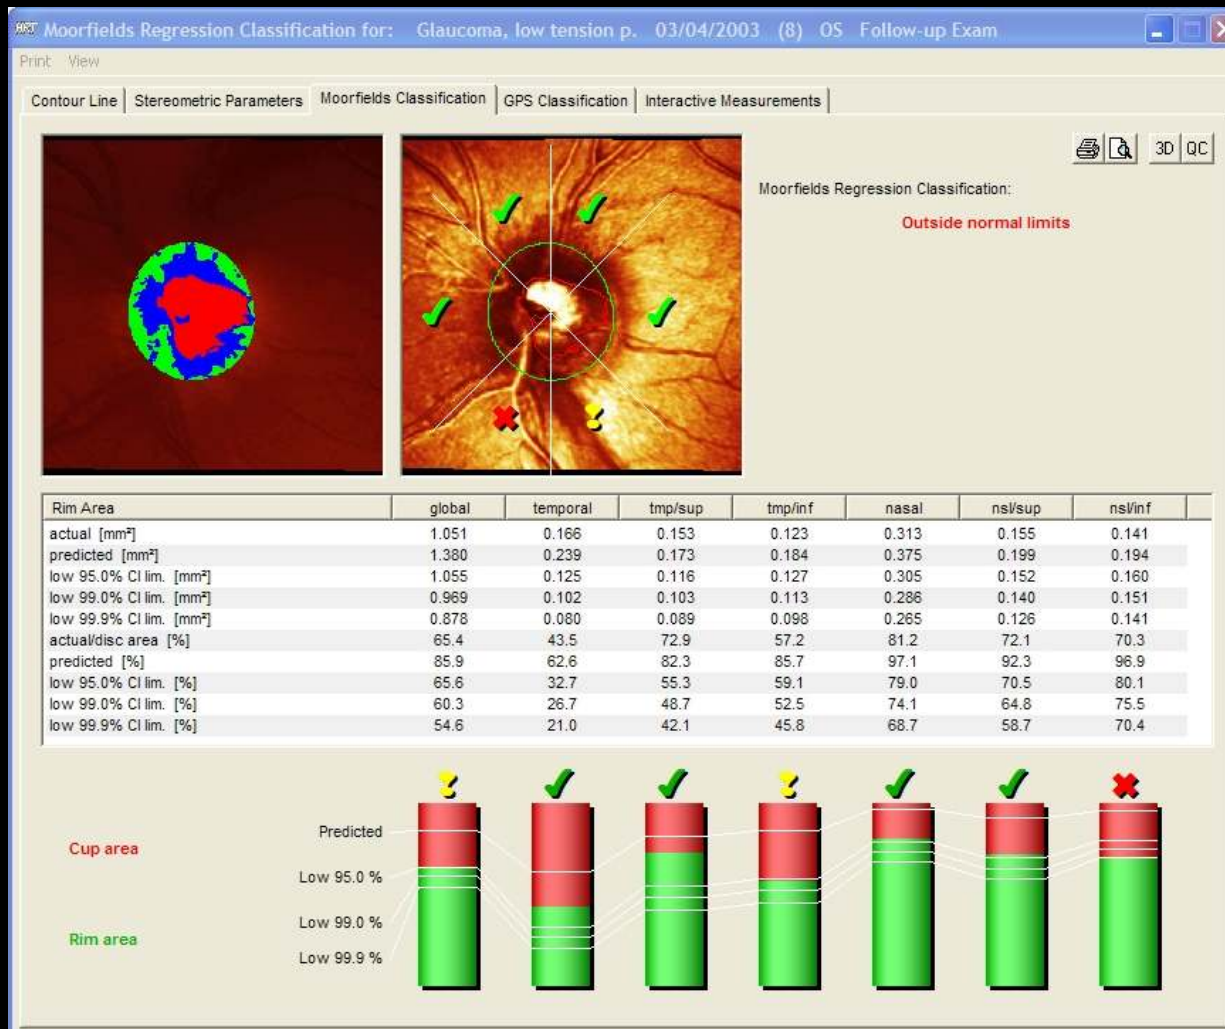 HRT Moorfields Regression Classification for: Glaucoma, low tension p. 03/04/2003 (8) OS Follow-up Exam
Print View
Contour Line Stereometric Parameters Moorfields Classification GPS Classification Interactive Measurements
3D QC
Moorfields Regression Classification:
Outside normal limits
Rim Area global temporal tmp/sup tmp/inf nasal nsl/sup nsl/inf
actual [mm²] 1.051 0.166 0.153 0.123 0.313 0.155 0.141
predicted [mm²] 1.380 0.239 0.173 0.184 0.375 0.199 0.194
low 95.0% CI lim. [mm²] 1.055 0.125 0.116 0.127 0.305 0.152 0.160
low 99.0% CI lim. [mm²] 0.969 0.102 0.103 0.113 0.286 0.140 0.151
low 99.9% CI lim. [mm²] 0.878 0.080 0.089 0.098 0.265 0.126 0.141
actual/disc area [%] 65.4 43.5 72.9 57.2 81.2 72.1 70.3
predicted [%] 85.9 62.6 82.3 85.7 97.1 92.3 96.9
low 95.0% CI lim. [%] 65.6 32.7 55.3 59.1 79.0 70.5 80.1
low 99.0% CI lim. [%] 60.3 26.7 48.7 52.5 74.1 64.8 75.5
low 99.9% CI lim. [%] 54.6 21.0 42.1 45.8 68.7 58.7 70.4
Predicted
Cup area
Low 95.0 %
Low 99.0 %
Rim area
Low 99.9 %